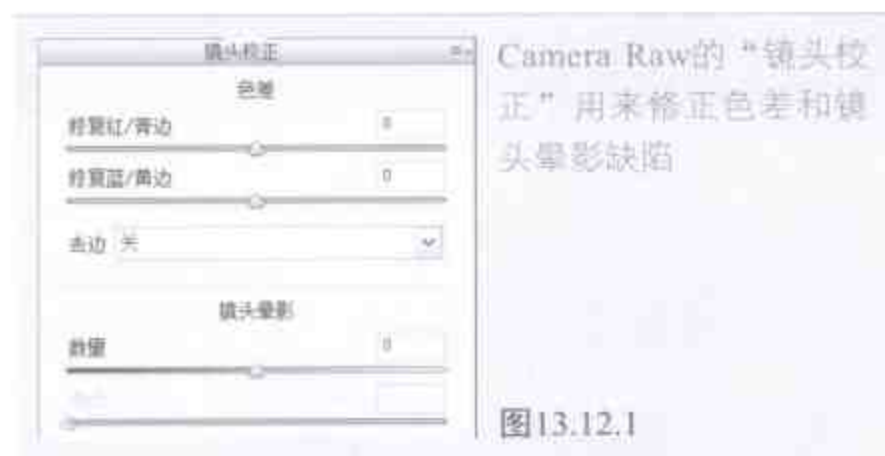 镜头校正
色差
修复红/青边 0
修复蓝/黄边 0
去边 关
镜头晕影
数量 0
Camera Raw的“镜头校
正”用来修正色差和镜
头晕影缺陷
图13.12.1